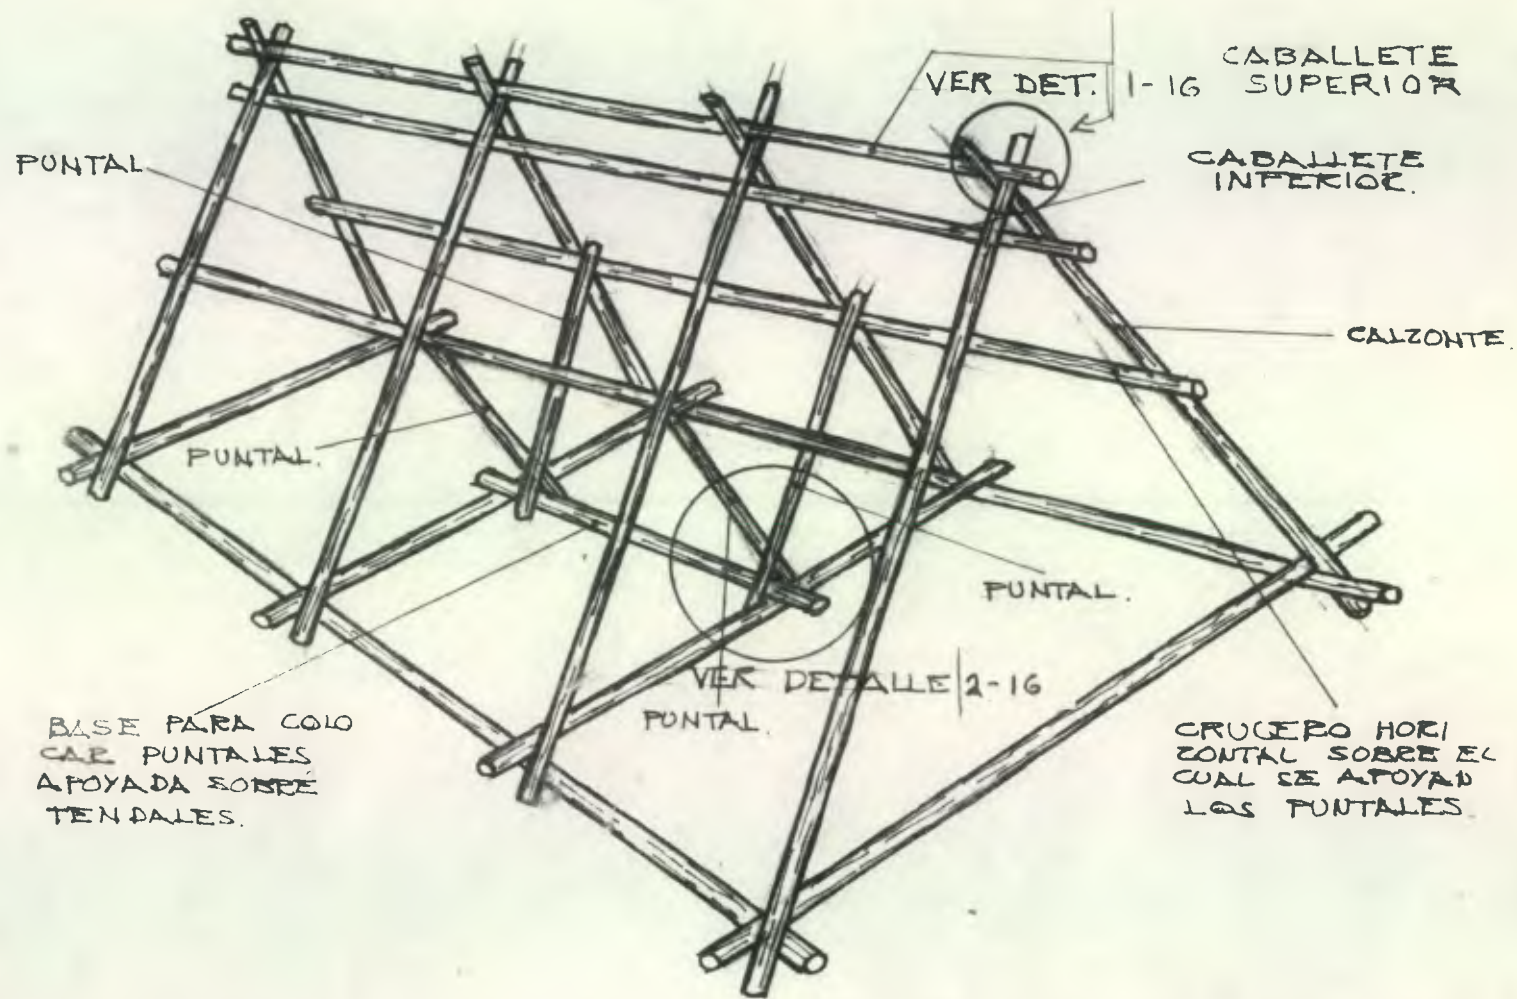 CABALLETE
SUPERIOR
VER DET. 1-16
CABALLETE
INFERIOR.
PUNTAL
CALZONTE.
PUNTAL.
PUNTAL.
VER DETALLE 2-16
PUNTAL.
BASE PARA COLO
CAR PUNTALES
APOYADA SOBRE
TENDALES.
CRUCERO HORI
ZONTAL SOBRE EL
CUAL SE APOYAN
LOS PUNTALES.